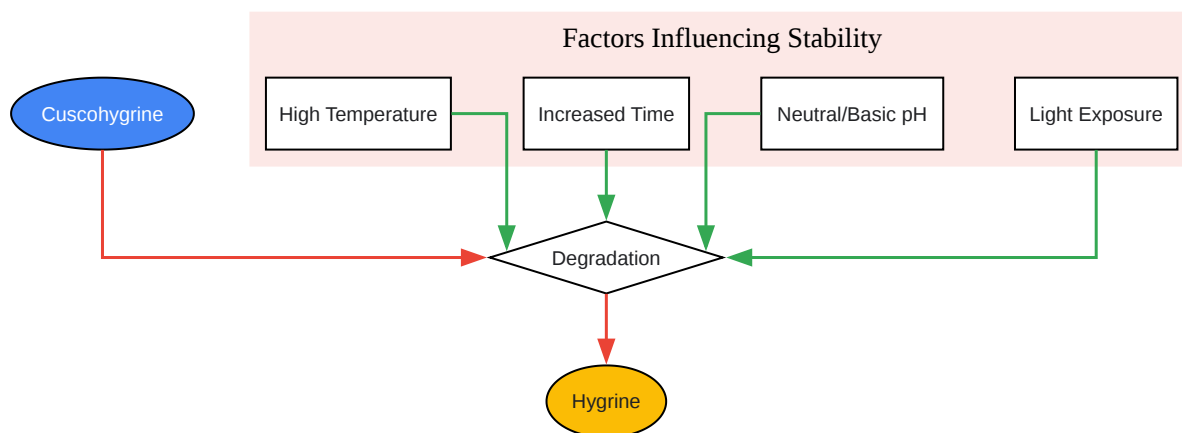 Factors Influencing Stability
Cuscohygrine
High Temperature
Increased Time
Neutral/Basic pH
Light Exposure
Degradation
Hygrine